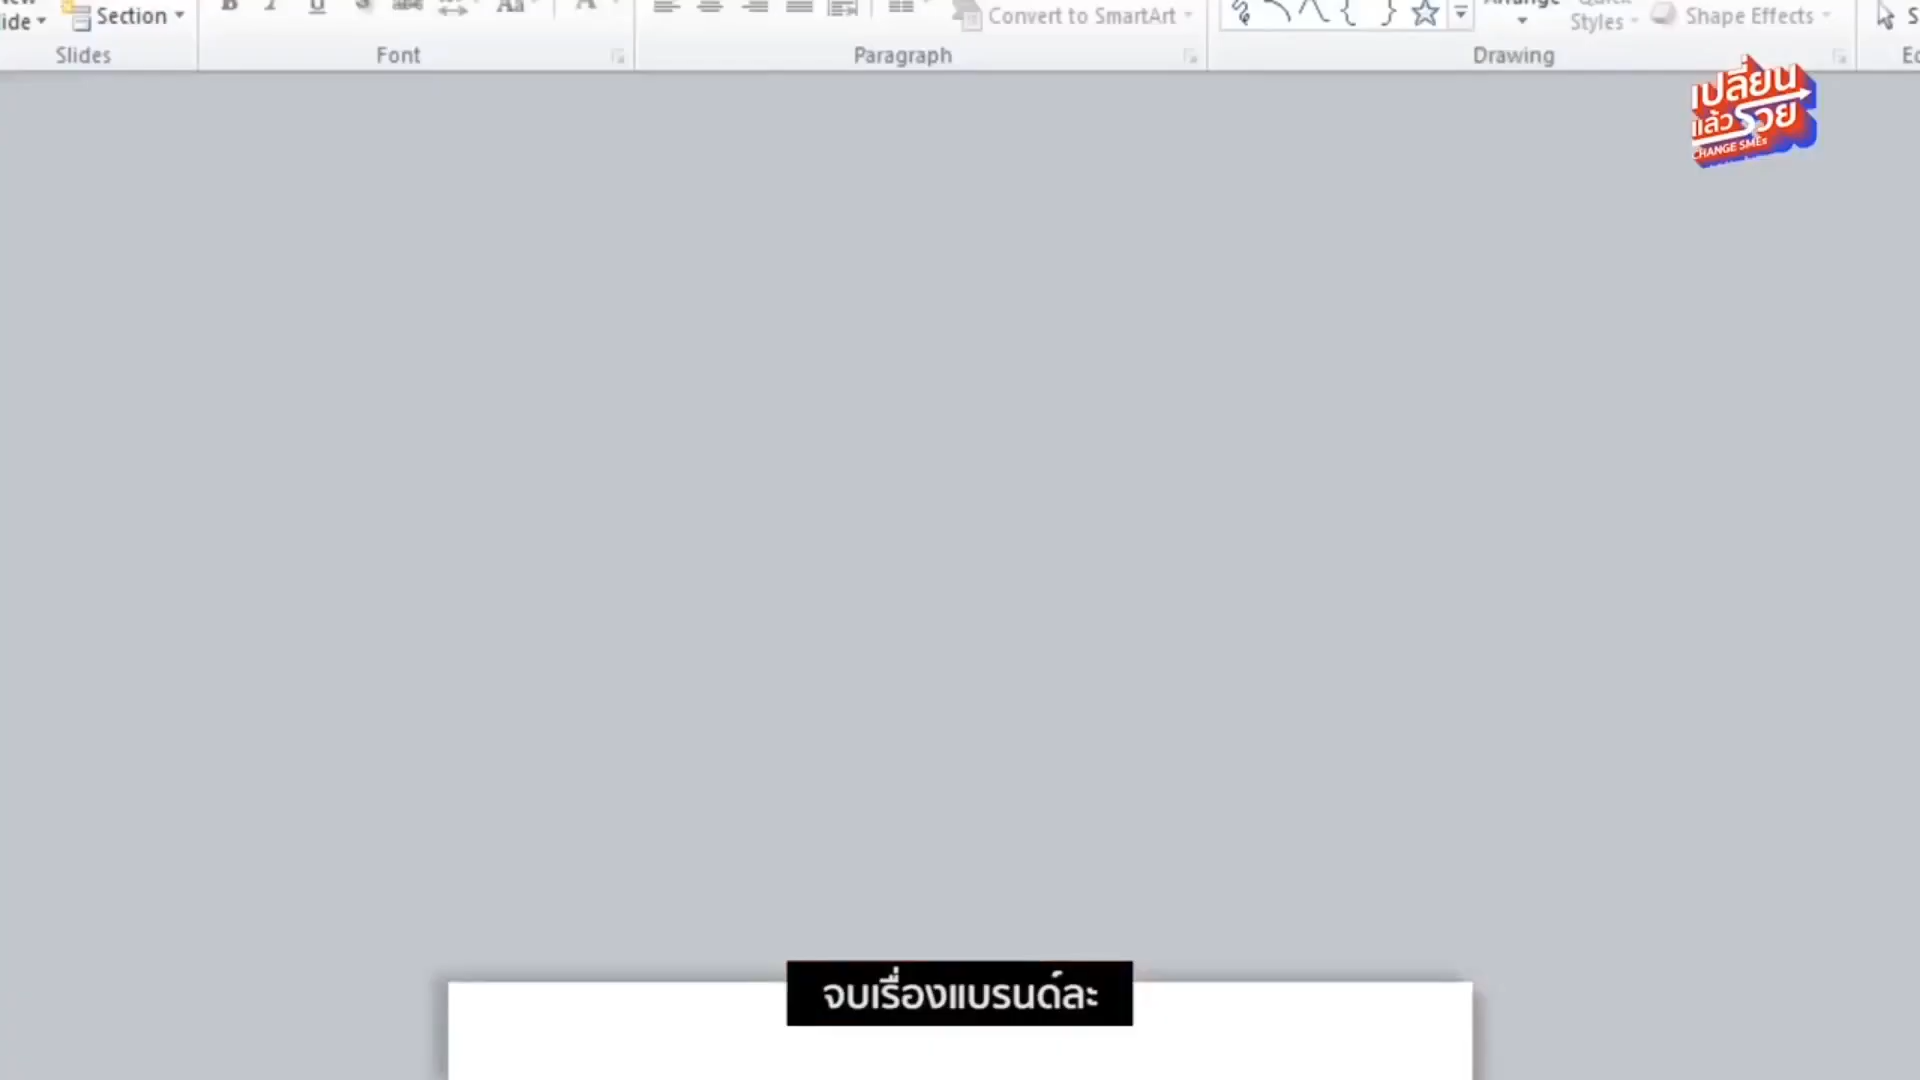 Section
Convert to SmartArt
Styles
Shape Effects
Slides
Font
Paragraph
Drawing
เปลี่ยน
แล้วรวย
CHANGE SMEs
จบเรื่องแบรนด์ละ